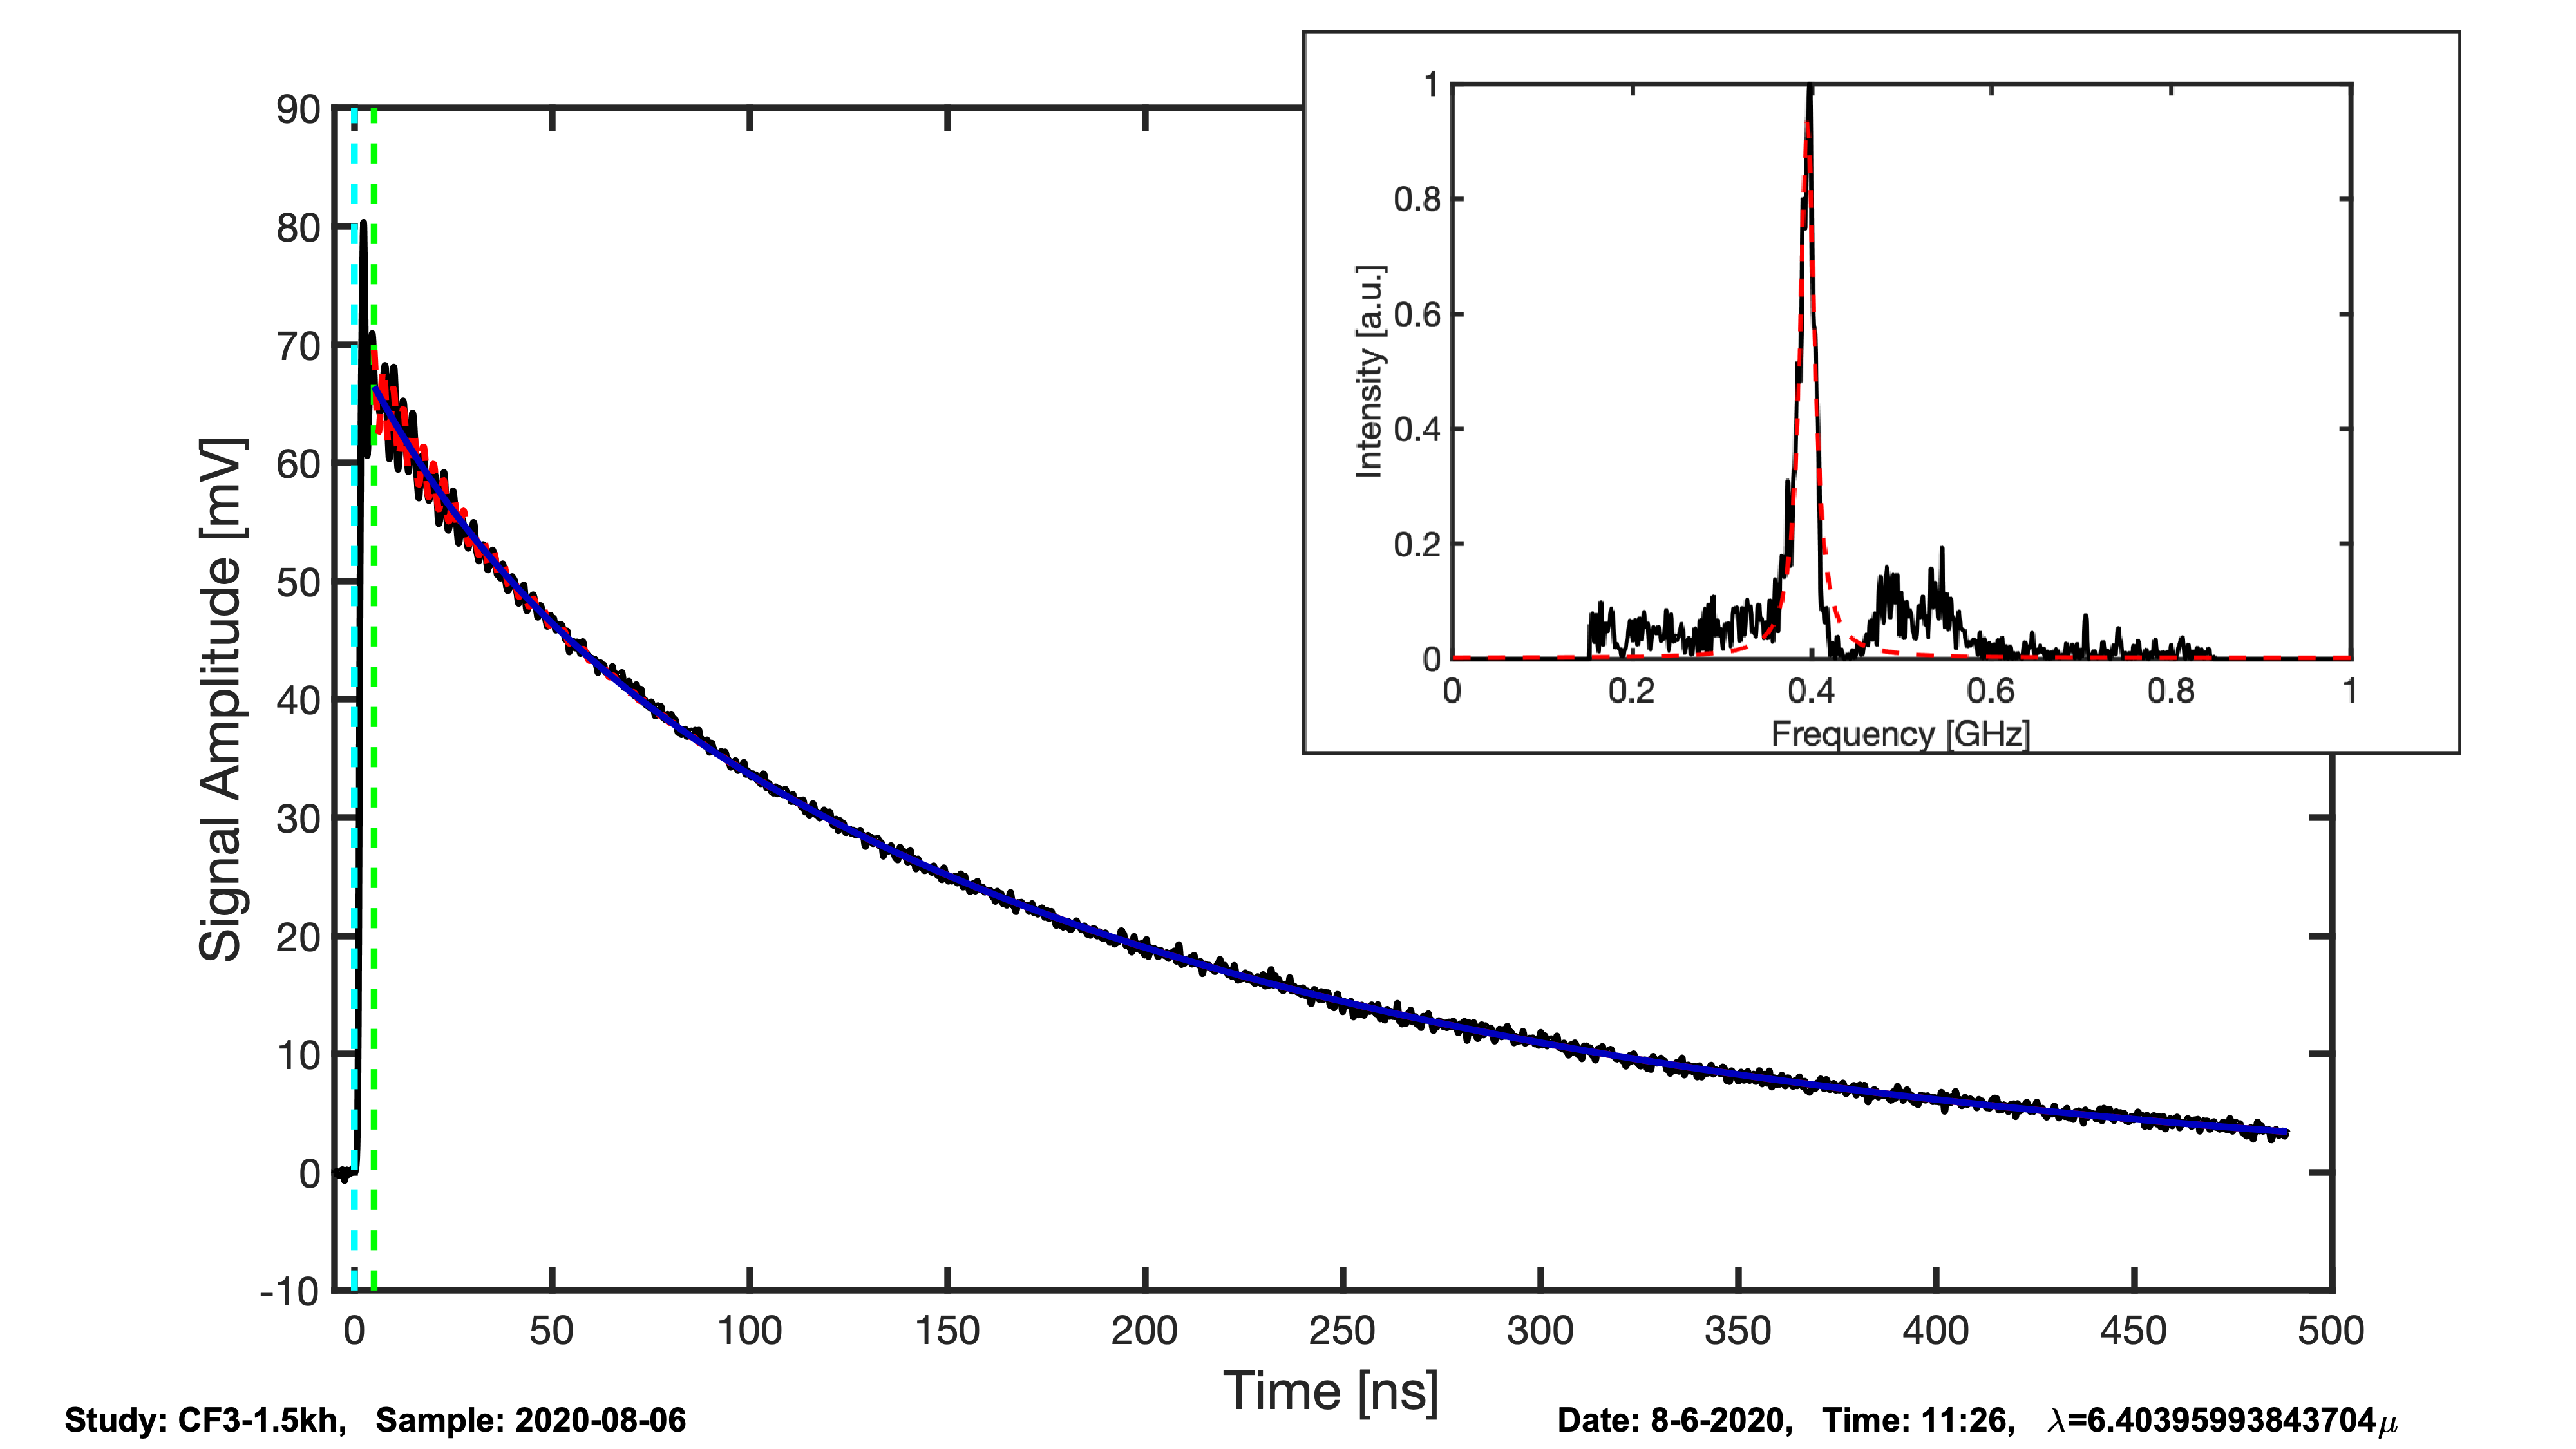 90
80
70
60
50
40
30
20
10
0
-10
Signal Amplitude [mV]
0 50 100 150 200 250 300 350 400 450 500
Time [ns]
1
0.8
0.6
0.4
0.2
0
Intensity [a.u.]
0 0.2 0.4 0.6 0.8 1
Frequency [GHz]
Study: CF3-1.5kh, Sample: 2020-08-06
Date: 8-6-2020, Time: 11:26, λ=6.40395993843704μ